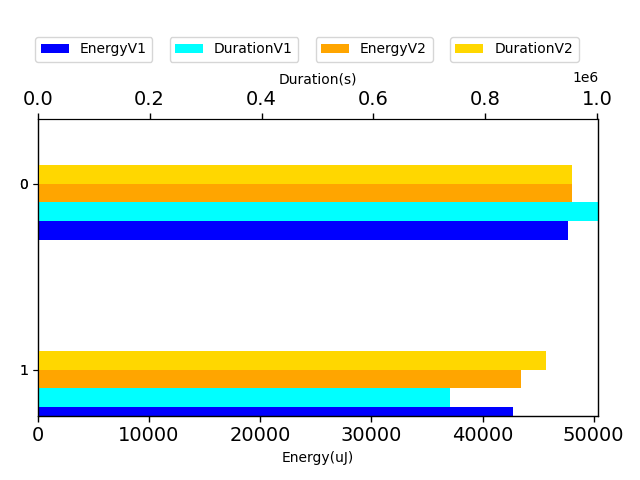 EnergyV1 DurationV1 EnergyV2 DurationV2
Duration(s)
1e6
0.0 0.2 0.4 0.6 0.8 1.0
0
1
0 10000 20000 30000 40000 50000
Energy(uJ)